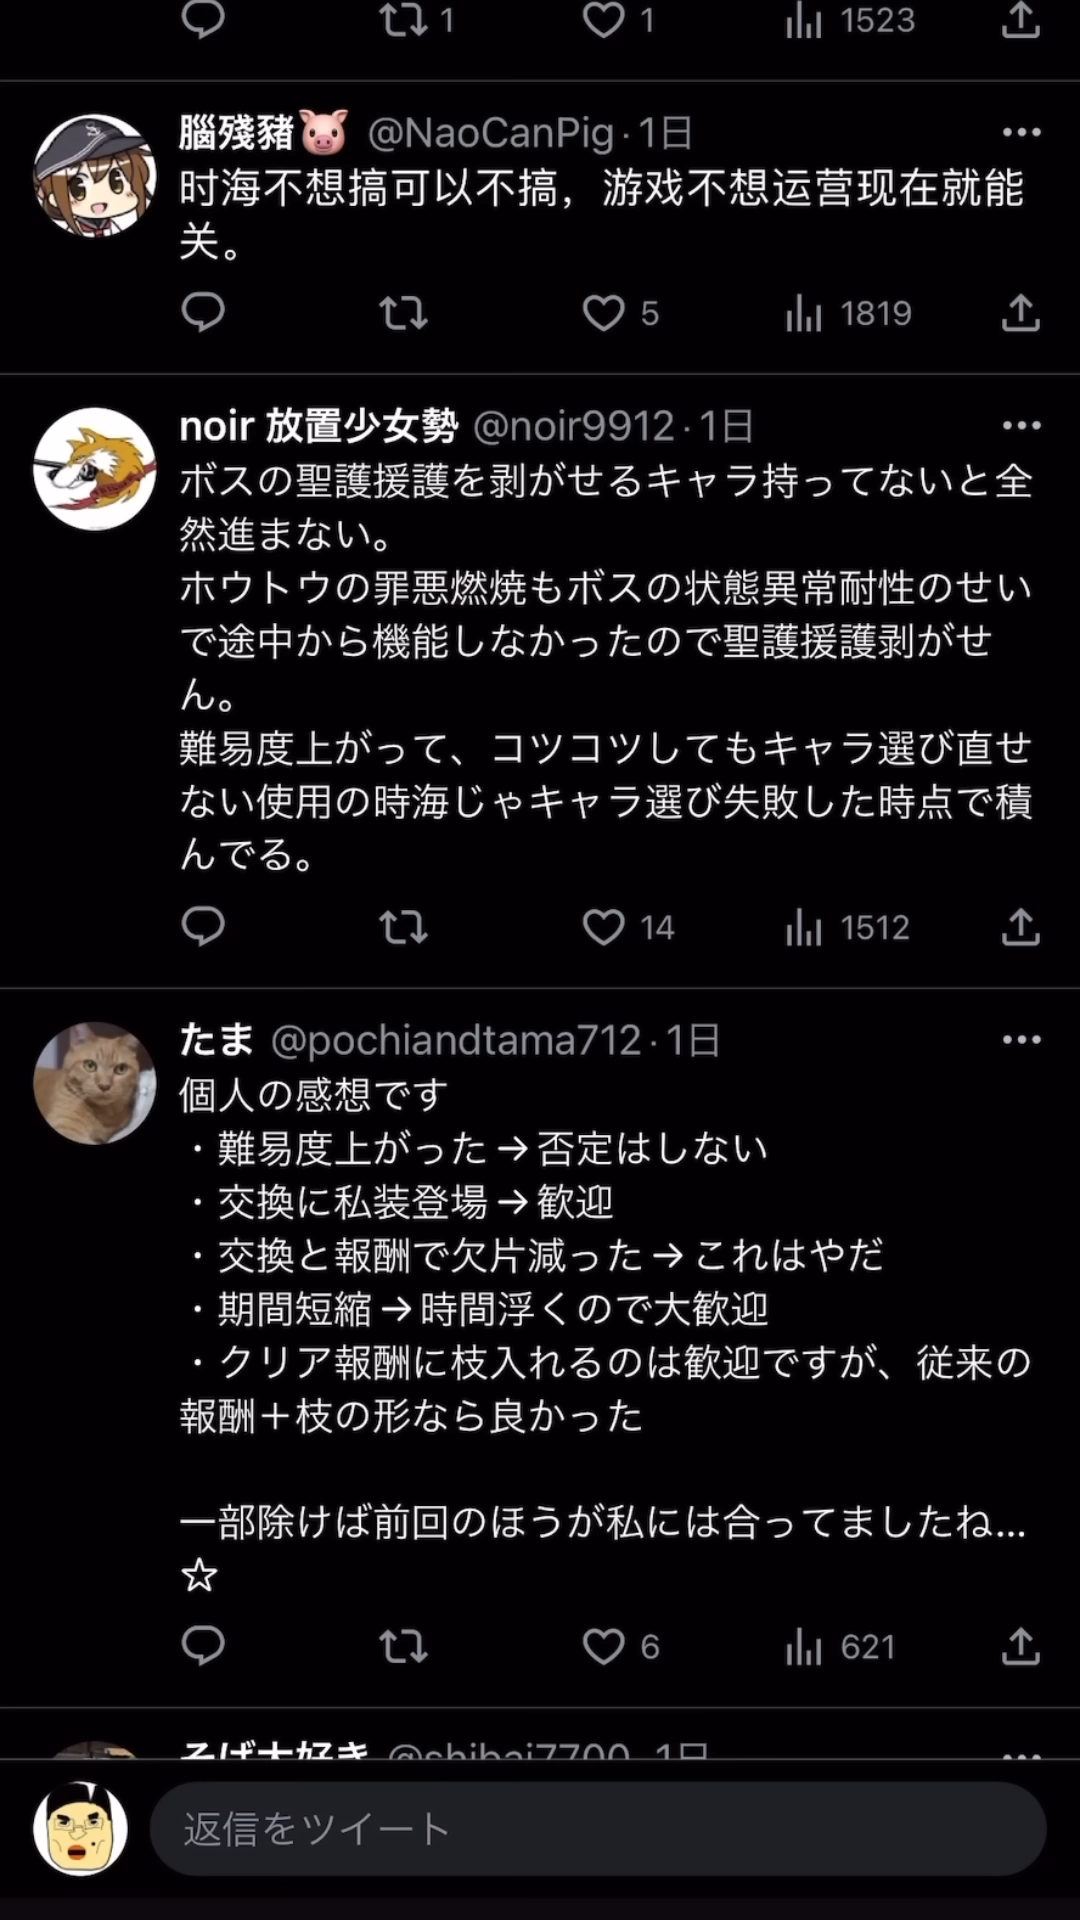 1 1 1523
腦殘豬🐷 @NaoCanPig · 1日
时海不想搞可以不搞，游戏不想运营现在就能
关。
5 1819
noir 放置少女勢 @noir9912 · 1日
ボスの聖護援護を剥がせるキャラ持ってないと全
然進まない。
ホウトウの罪悪燃焼もボスの状態異常耐性のせい
で途中から機能しなかったので聖護援護剥がせ
ん。
難易度上がって、コツコツしてもキャラ選び直せ
ない使用の時海じゃキャラ選び失敗した時点で積
んでる。
14 1512
たま @pochiandtama712 · 1日
個人の感想です
・難易度上がった→否定はしない
・交換に私装登場→歓迎
・交換と報酬で欠片減った→これはやだ
・期間短縮→時間浮くので大歓迎
・クリア報酬に枝入れるのは歓迎ですが、従来の
報酬＋枝の形なら良かった
一部除けば前回のほうが私には合ってましたね…
☆
6 621
そば大好き @shibai7700 · 1日
返信をツイート